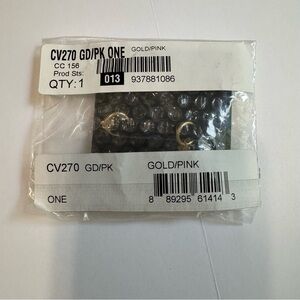 CV270 GD/PK ONE GOLD/PINK
CC 156
Prod Sts: 013 937881086
QTY: 1
CV270 GD/PK GOLD/PINK
ONE 8 89295 61414 3